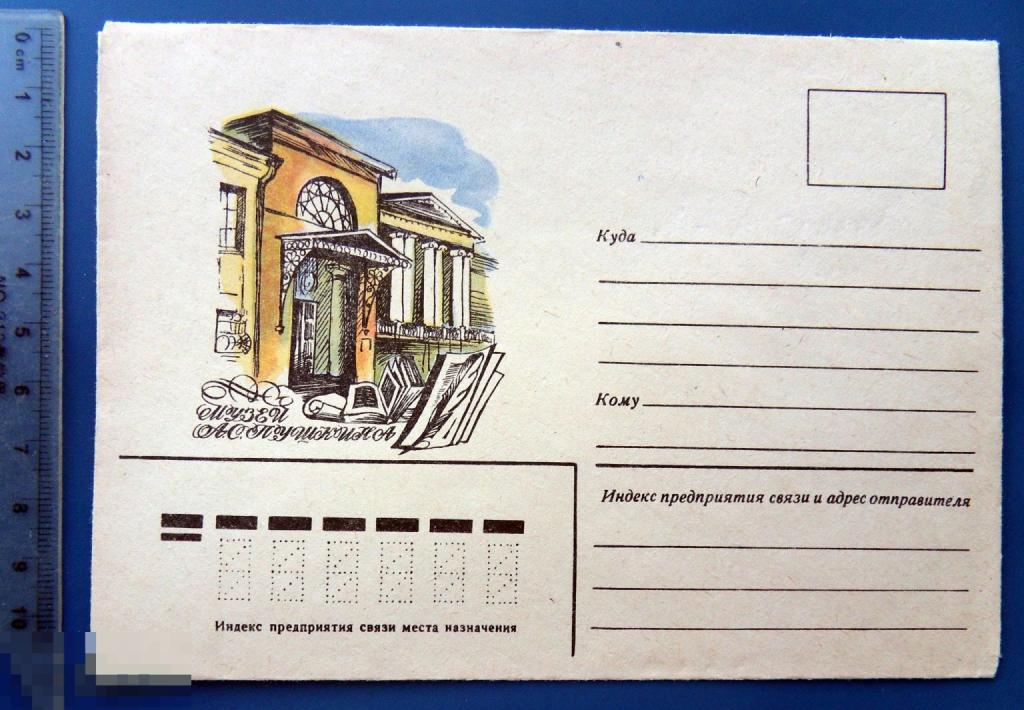 0 cm
1
2
3
4
5
6
7
8
9
10
МУЗЕЙ
А.С.ПУШКИНА
Куда
Кому
Индекс предприятия связи и адрес отправителя
Индекс предприятия связи места назначения